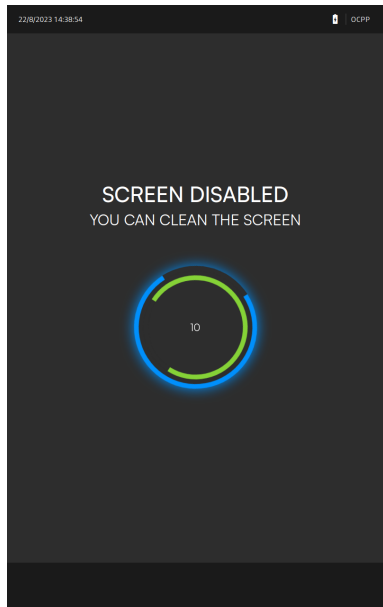 22/8/2023 14:38:54
OCPP
SCREEN DISABLED
YOU CAN CLEAN THE SCREEN
10